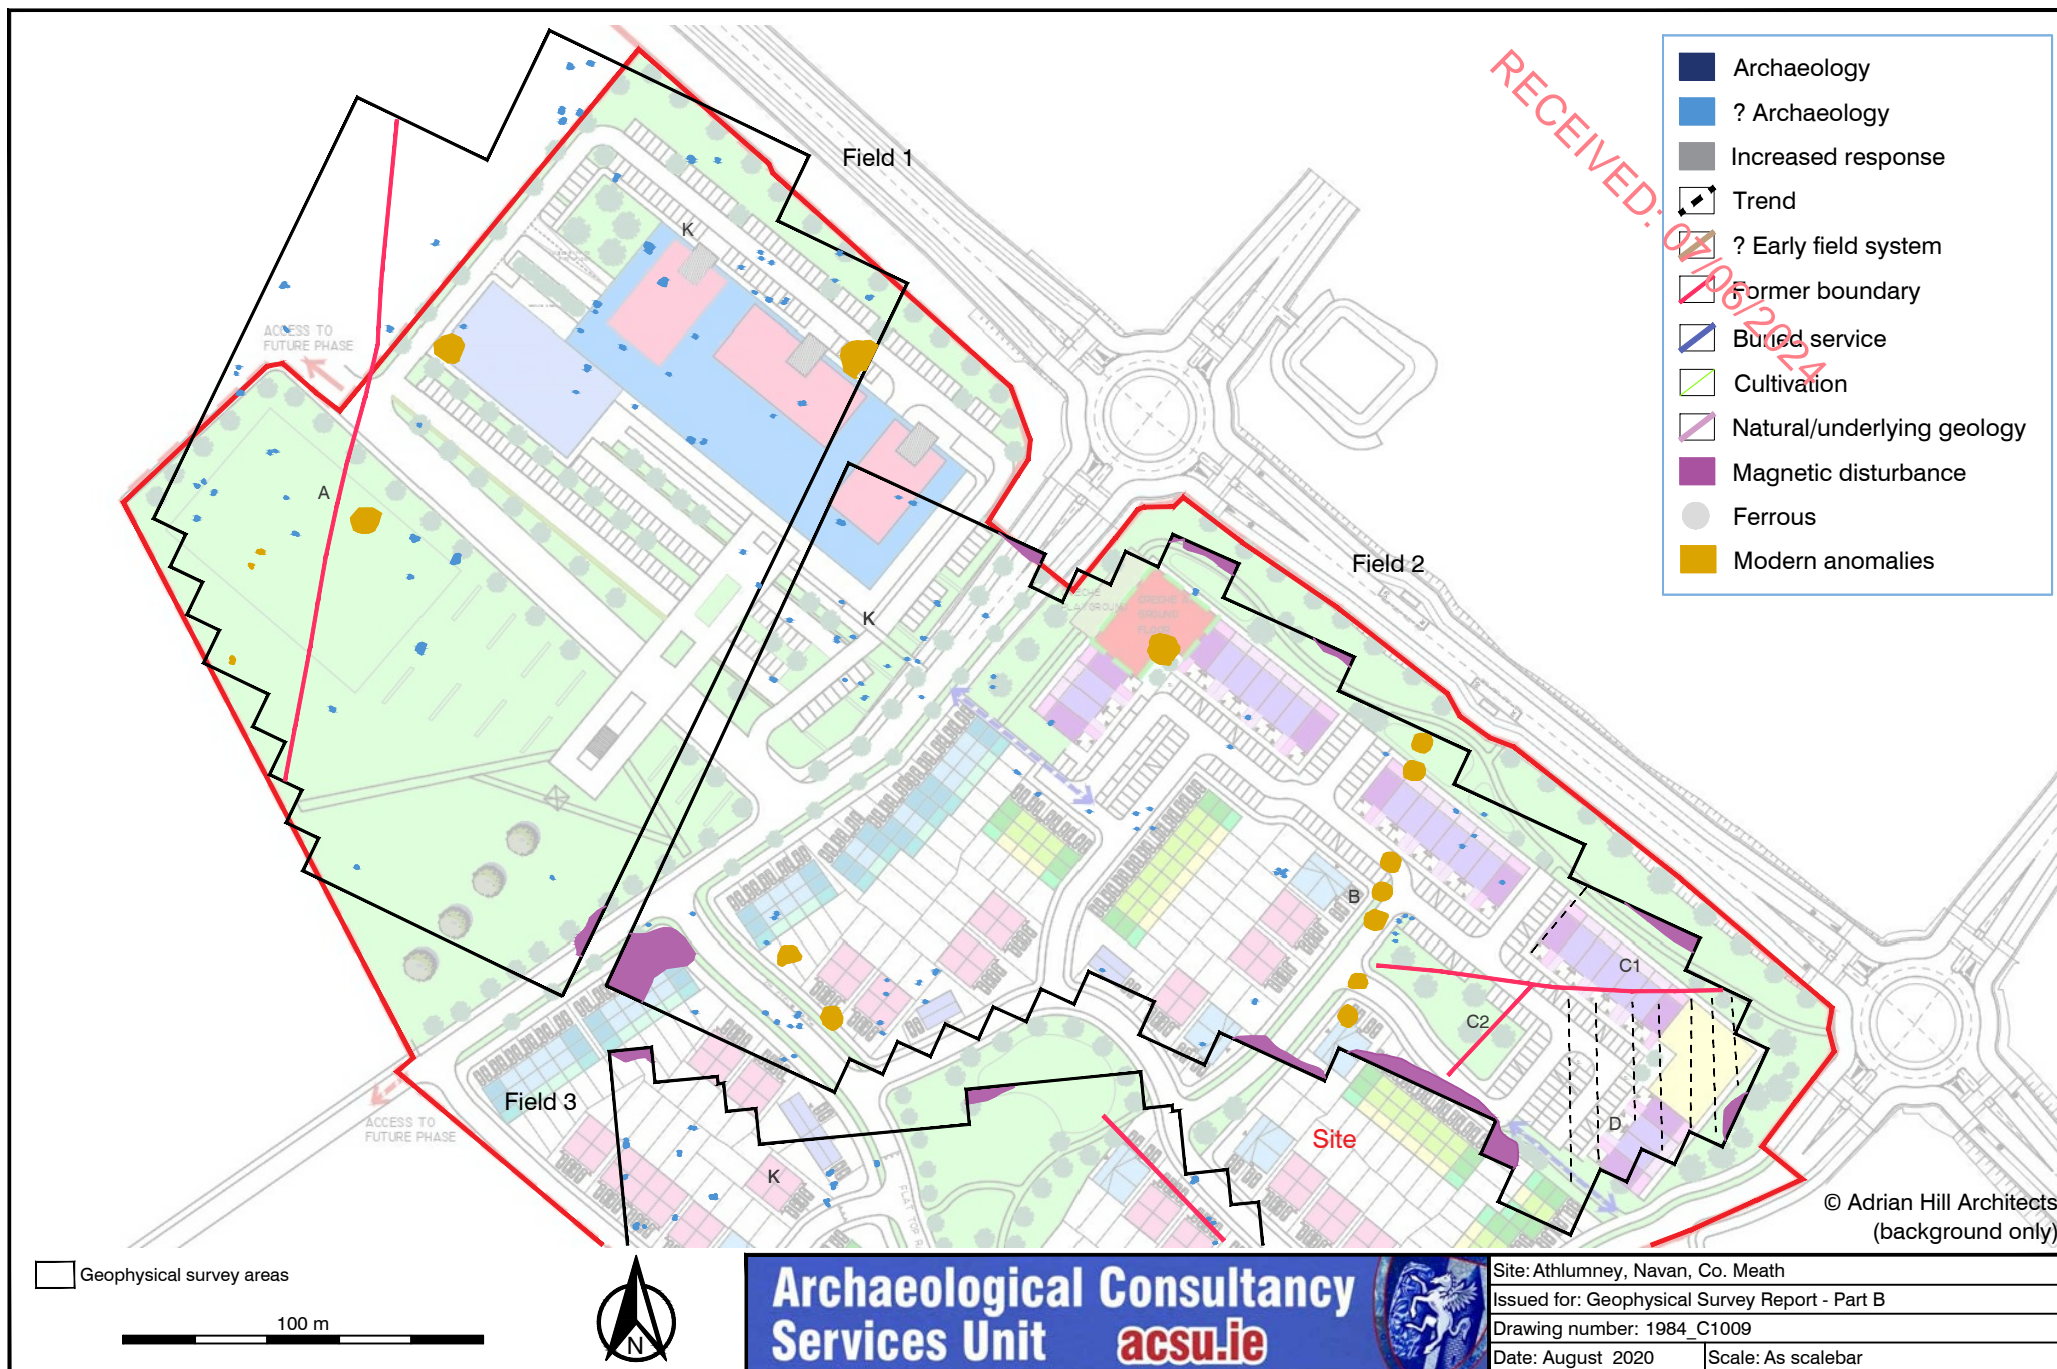 Field 1
K
ACCESS TO
FUTURE PHASE
A
Field 2
K
B
C1
C2
D
Field 3
ACCESS TO
FUTURE PHASE
K
Site
RECEIVED: 07/06/2024
Archaeology
? Archaeology
Increased response
Trend
? Early field system
Former boundary
Buried service
Cultivation
Natural/underlying geology
Magnetic disturbance
Ferrous
Modern anomalies
© Adrian Hill Architects
(background only)
Geophysical survey areas
100 m
N
Archaeological Consultancy
Services Unit acsu.ie
Site: Athlumney, Navan, Co. Meath
Issued for: Geophysical Survey Report - Part B
Drawing number: 1984_C1009
Date: August 2020
Scale: As scalebar